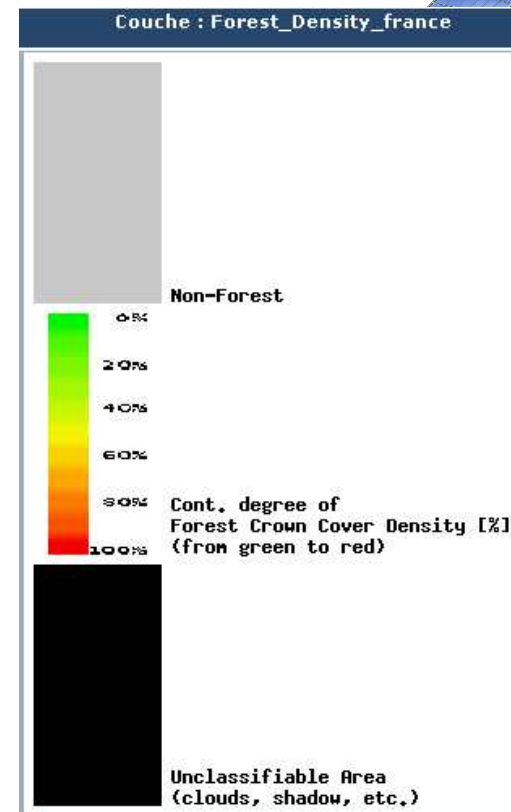 Couche : Forest_Density_france
Non-Forest
0%
20%
40%
60%
80%
100%
Cont. degree of
Forest Crown Cover Density [%]
(from green to red)
Unclassifiable Area
(clouds, shadow, etc.)